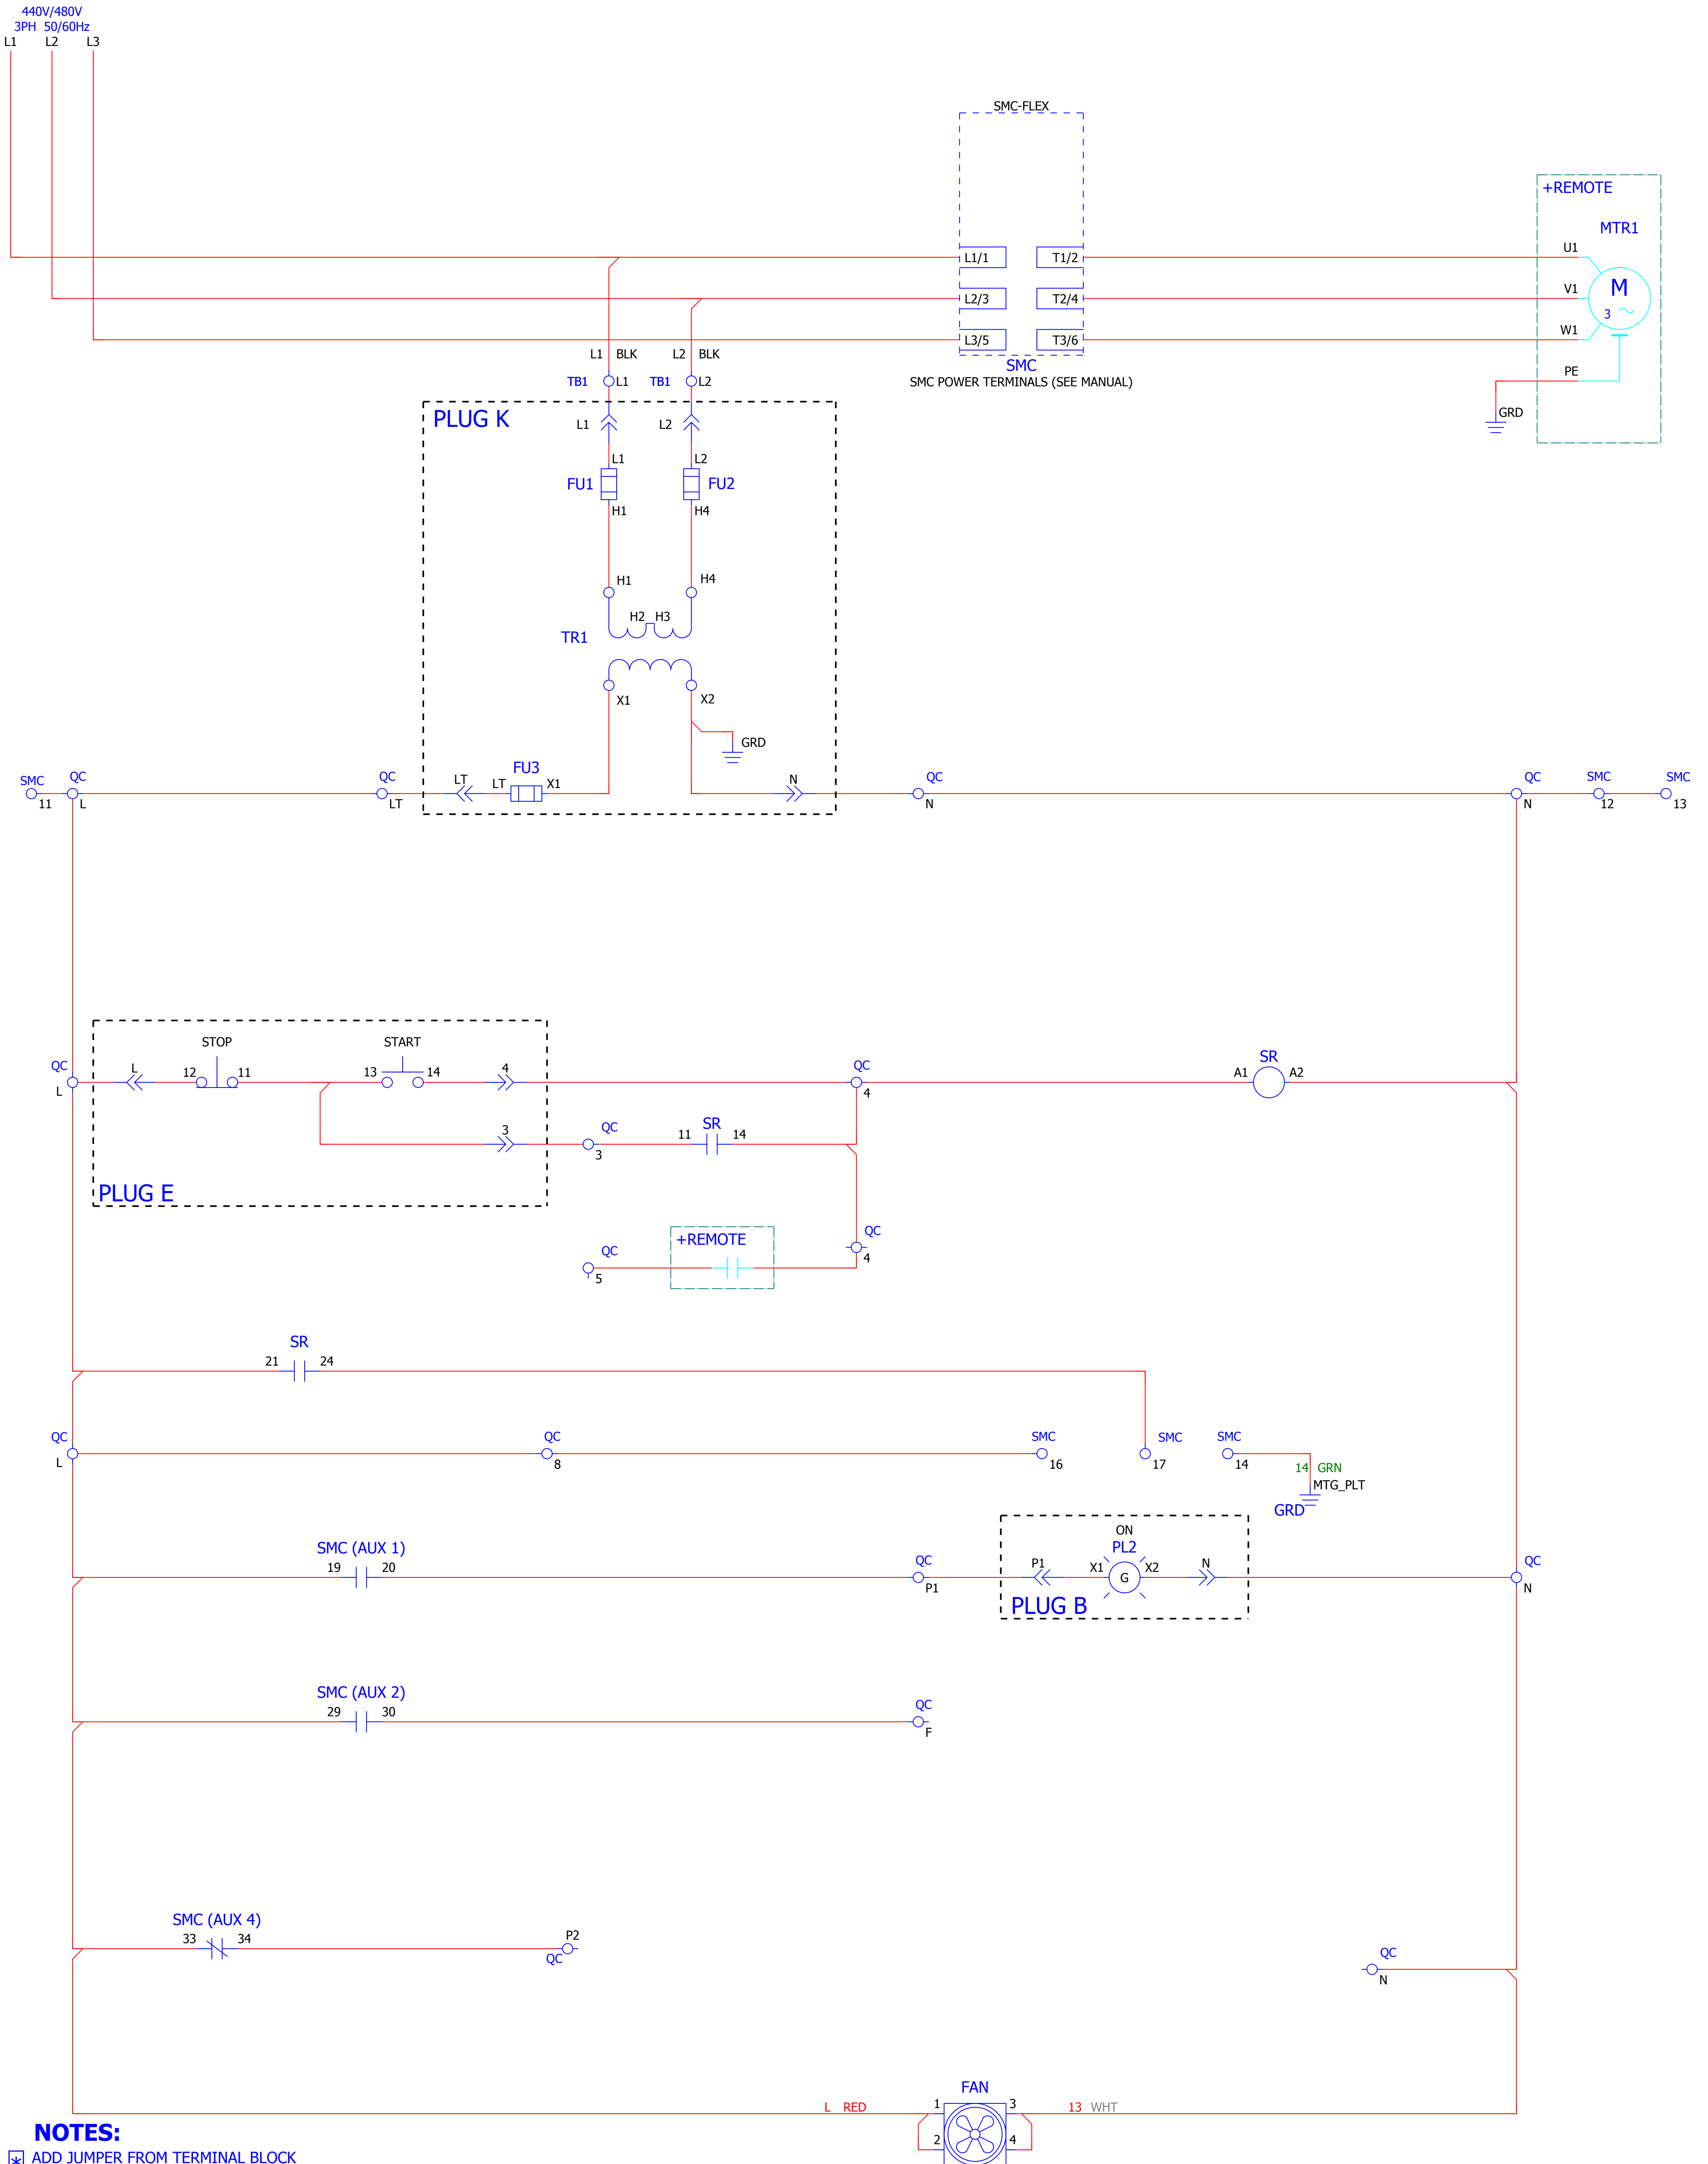 440V/480V
3PH 50/60Hz
L1 L2 L3
SMC-FLEX
+REMOTE
MTR1
U1
L1/1 T1/2
V1
M
3
L2/3 T2/4
W1
L3/5 T3/6
L1 BLK L2 BLK
SMC
PE
TB1 L1 TB1 L2
SMC POWER TERMINALS (SEE MANUAL)
PLUG K
GRD
L1 L2
L1 L2
FU1 FU2
H1 H4
H1 H4
H2 H3
TR1
X1 X2
GRD
SMC QC QC LT LT FU3 X1 N QC QC SMC SMC
11 L LT N N 12 13
STOP START
QC L 12 11 13 14 4 QC SR
A1 A2
L 4
3 QC 11 SR 14
3
PLUG E
+REMOTE
QC QC
5 4
SR
21 24
QC QC SMC SMC SMC
L 8 16 17 14
14 GRN
MTG_PLT
GRD
ON
SMC (AUX 1) PL2
19 20 QC P1 X1 X2 N QC
G
P1 N
PLUG B
SMC (AUX 2)
29 30 QC
F
SMC (AUX 4)
33 34 P2
QC QC
N
FAN
L RED 1 3 13 WHT
2 4
NOTES:
* ADD JUMPER FROM TERMINAL BLOCK